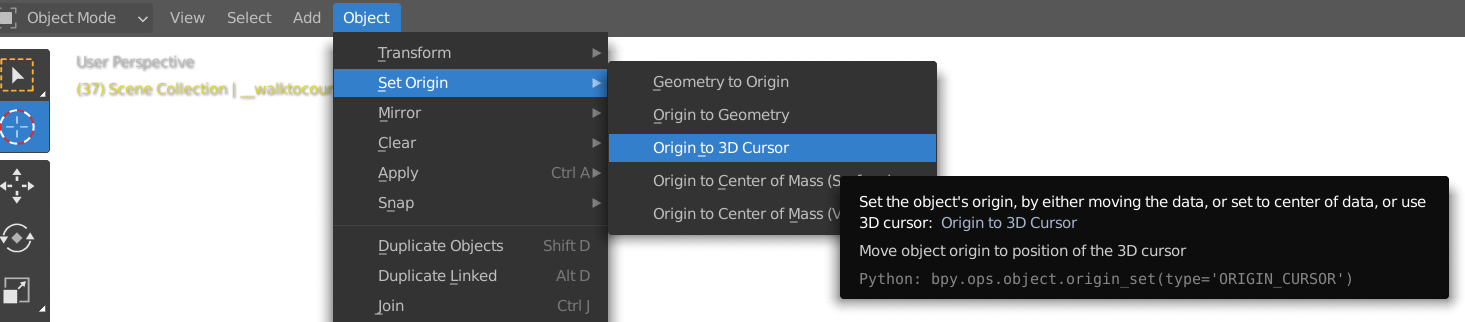 Object Mode View Select Add Object
User Perspective
(37) Scene Collection | __walktocour
Transform
Set Origin
Mirror
Clear
Apply Ctrl A
Snap
Duplicate Objects Shift D
Duplicate Linked Alt D
Join Ctrl J
Geometry to Origin
Origin to Geometry
Origin to 3D Cursor
Origin to Center of Mass (S
Origin to Center of Mass (V
Set the object's origin, by either moving the data, or set to center of data, or use
3D cursor: Origin to 3D Cursor
Move object origin to position of the 3D cursor
Python: bpy.ops.object.origin_set(type='ORIGIN_CURSOR')